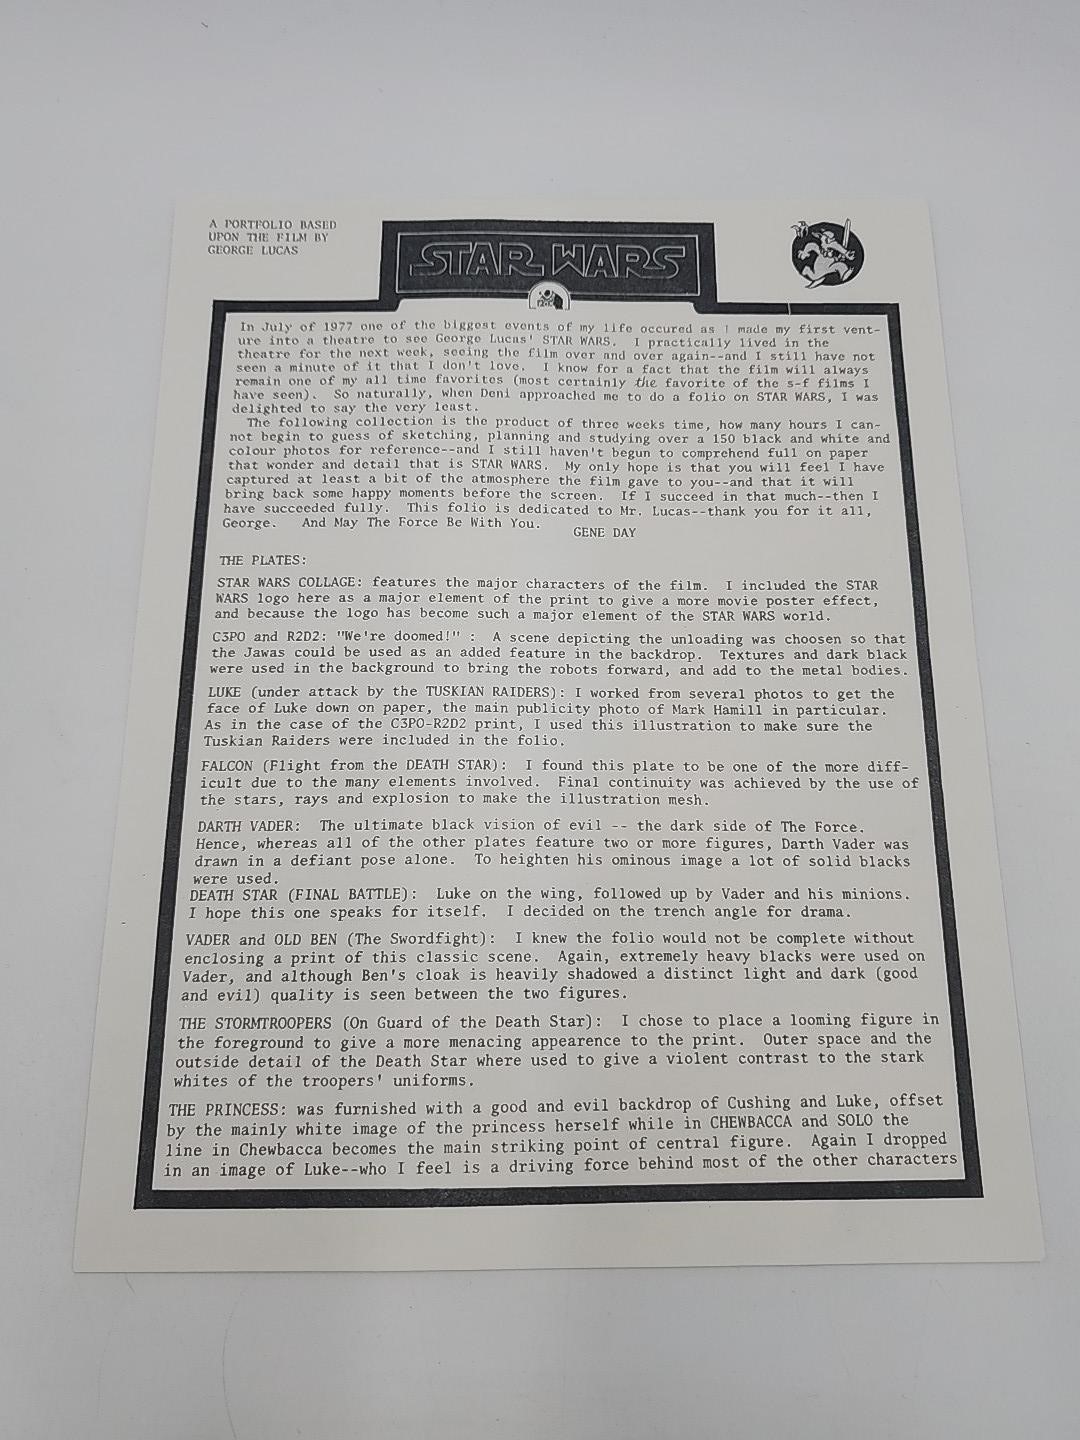 A PORTFOLIO BASED
UPON THE FILM BY
GEORGE LUCAS
STAR WARS
In July of 1977 one of the biggest events of my life occured as I made my first vent-
ure into a theatre to see George Lucas' STAR WARS. I practically lived in the
theatre for the next week, seeing the film over and over again--and I still have not
seen a minute of it that I don't love. I know for a fact that the film will always
remain one of my all time favorites (most certainly the favorite of the s-f films I
have seen). So naturally, when Deni approached me to do a folio on STAR WARS, I was
delighted to say the very least.
The following collection is the product of three weeks time, how many hours I can-
not begin to guess of sketching, planning and studying over a 150 black and white and
colour photos for reference--and I still haven't begun to comprehend full on paper
that wonder and detail that is STAR WARS. My only hope is that you will feel I have
captured at least a bit of the atmosphere the film gave to you--and that it will
bring back some happy moments before the screen. If I succeed in that much--then I
have succeeded fully. This folio is dedicated to Mr. Lucas--thank you for it all,
George. And May The Force Be With You.
GENE DAY
THE PLATES:
STAR WARS COLLAGE: features the major characters of the film. I included the STAR
WARS logo here as a major element of the print to give a more movie poster effect,
and because the logo has become such a major element of the STAR WARS world.
C3PO and R2D2: "We're doomed!" : A scene depicting the unloading was choosen so that
the Jawas could be used as an added feature in the backdrop. Textures and dark black
were used in the background to bring the robots forward, and add to the metal bodies.
LUKE (under attack by the TUSKIAN RAIDERS): I worked from several photos to get the
face of Luke down on paper, the main publicity photo of Mark Hamill in particular.
As in the case of the C3PO-R2D2 print, I used this illustration to make sure the
Tuskian Raiders were included in the folio.
FALCON (Flight from the DEATH STAR): I found this plate to be one of the more diff-
icult due to the many elements involved. Final continuity was achieved by the use of
the stars, rays and explosion to make the illustration mesh.
DARTH VADER: The ultimate black vision of evil -- the dark side of The Force.
Hence, whereas all of the other plates feature two or more figures, Darth Vader was
drawn in a defiant pose alone. To heighten his ominous image a lot of solid blacks
were used.
DEATH STAR (FINAL BATTLE): Luke on the wing, followed up by Vader and his minions.
I hope this one speaks for itself. I decided on the trench angle for drama.
VADER and OLD BEN (The Swordfight): I knew the folio would not be complete without
enclosing a print of this classic scene. Again, extremely heavy blacks were used on
Vader, and although Ben's cloak is heavily shadowed a distinct light and dark (good
and evil) quality is seen between the two figures.
THE STORMTROOPERS (On Guard of the Death Star): I chose to place a looming figure in
the foreground to give a more menacing appearence to the print. Outer space and the
outside detail of the Death Star where used to give a violent contrast to the stark
whites of the troopers' uniforms.
THE PRINCESS: was furnished with a good and evil backdrop of Cushing and Luke, offset
by the mainly white image of the princess herself while in CHEWBACCA and SOLO the
line in Chewbacca becomes the main striking point of central figure. Again I dropped
in an image of Luke--who I feel is a driving force behind most of the other characters